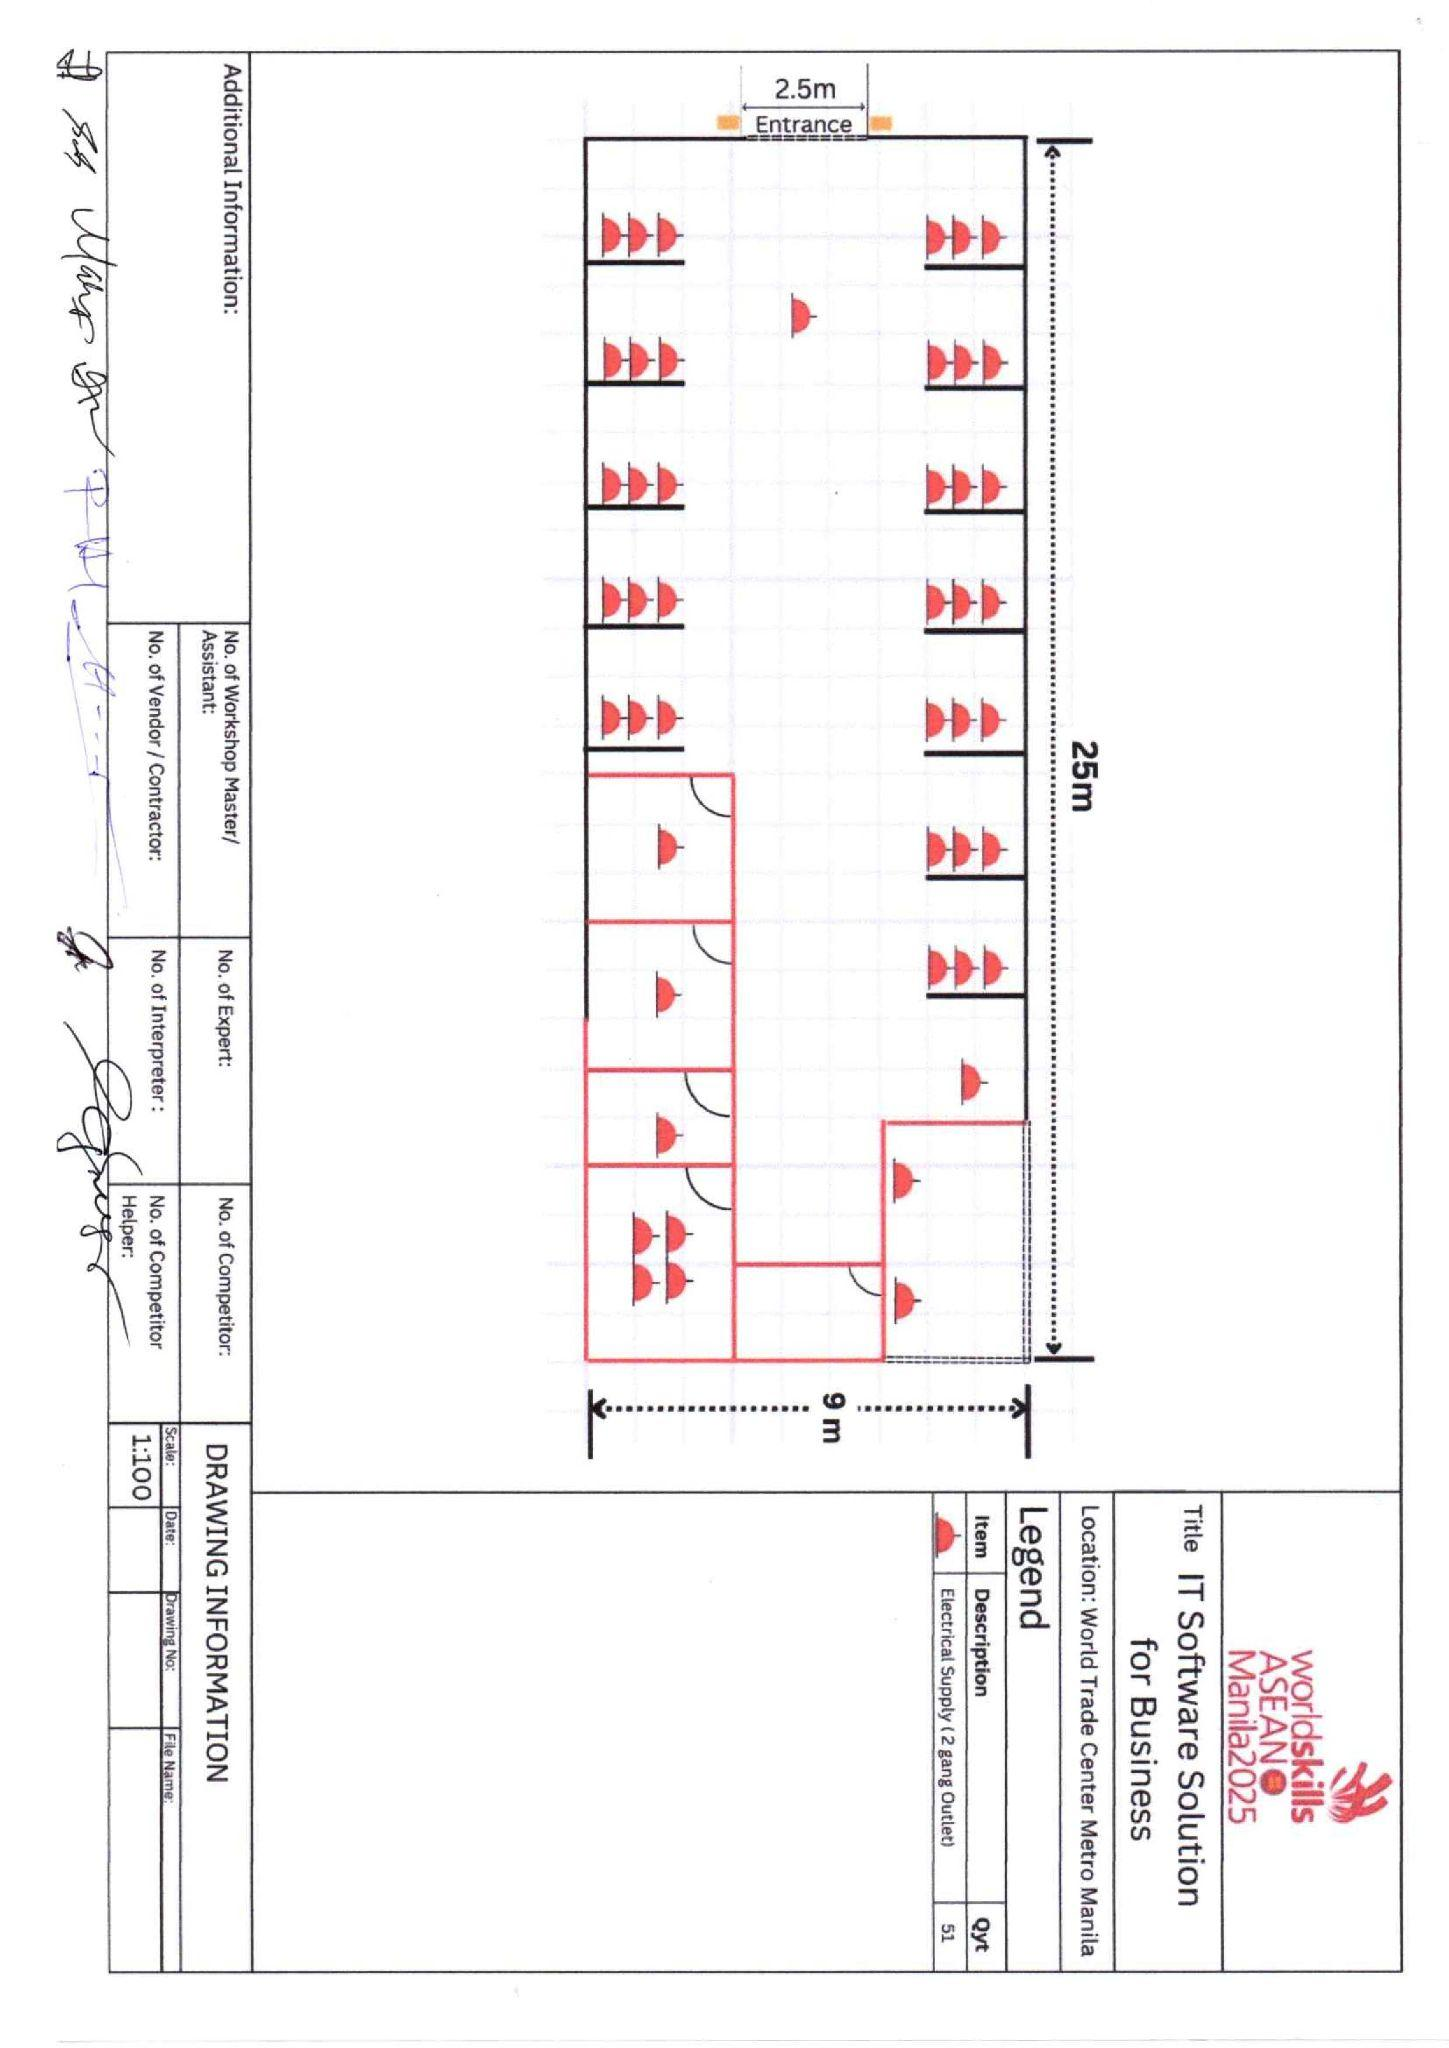 worldskills
ASEAN
Manila2025
Title IT Software Solution
for Business
Location: World Trade Center Metro Manila
Legend
Item Description Qyt
Electrical Supply ( 2 gang Outlet) 51
2.5m
Entrance
25m
9 m
Additional Information:
No. of Workshop Master/
Assistant:
No. of Vendor / Contractor:
No. of Expert:
No. of Interpreter :
No. of Competitor:
No. of Competitor
Helper:
DRAWING INFORMATION
Scale: Date: Drawing No: File Name:
1:100